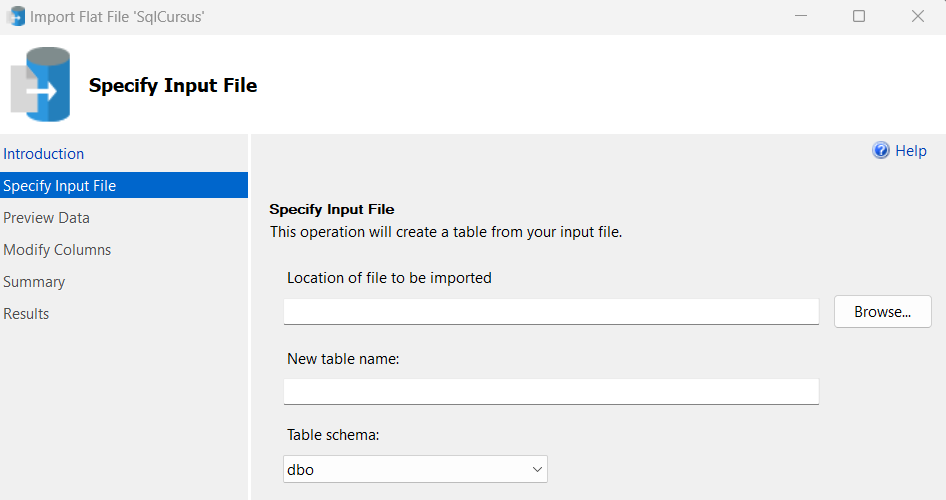 Import Flat File 'SqlCursus'
Specify Input File
Introduction
Specify Input File
Preview Data
Modify Columns
Summary
Results
Help
Specify Input File
This operation will create a table from your input file.
Location of file to be imported
Browse...
New table name:
Table schema:
dbo